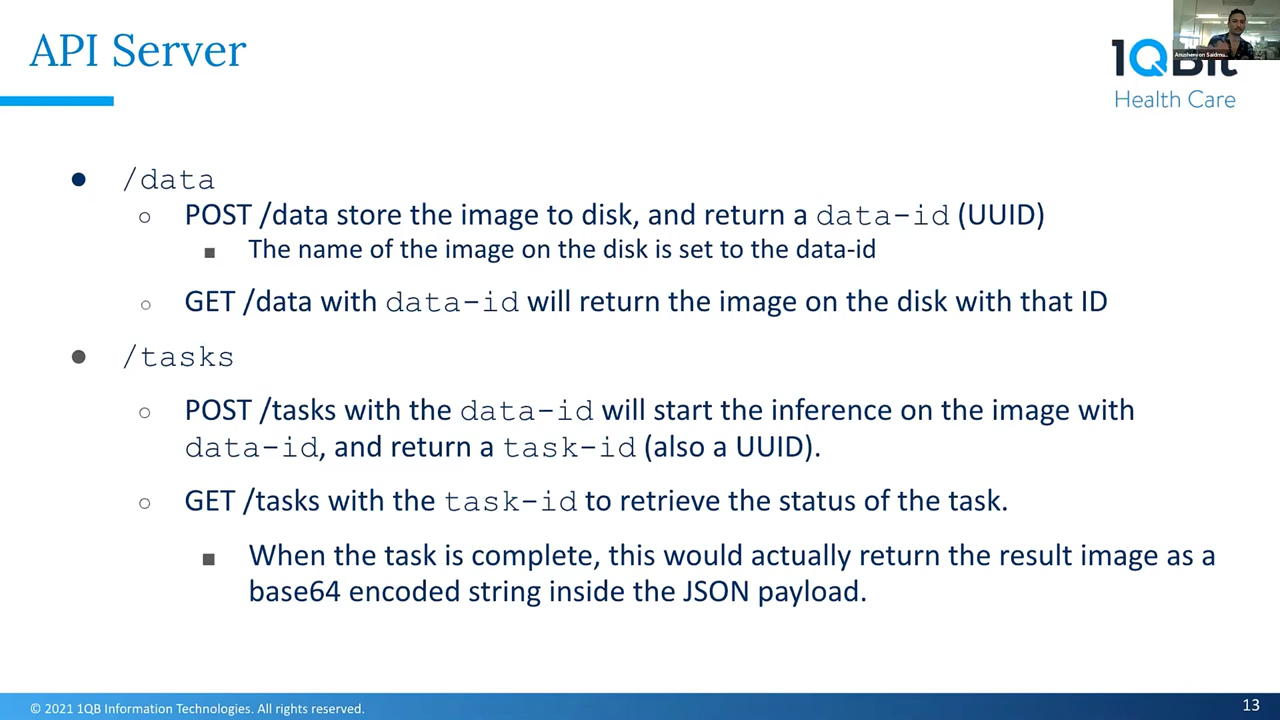 API Server
1QBit
Health Care
● /data
○ POST /data store the image to disk, and return a data-id (UUID)
■ The name of the image on the disk is set to the data-id
○ GET /data with data-id will return the image on the disk with that ID
● /tasks
○ POST /tasks with the data-id will start the inference on the image with
data-id, and return a task-id (also a UUID).
○ GET /tasks with the task-id to retrieve the status of the task.
■ When the task is complete, this would actually return the result image as a
base64 encoded string inside the JSON payload.
© 2021 1QB Information Technologies. All rights reserved.
13